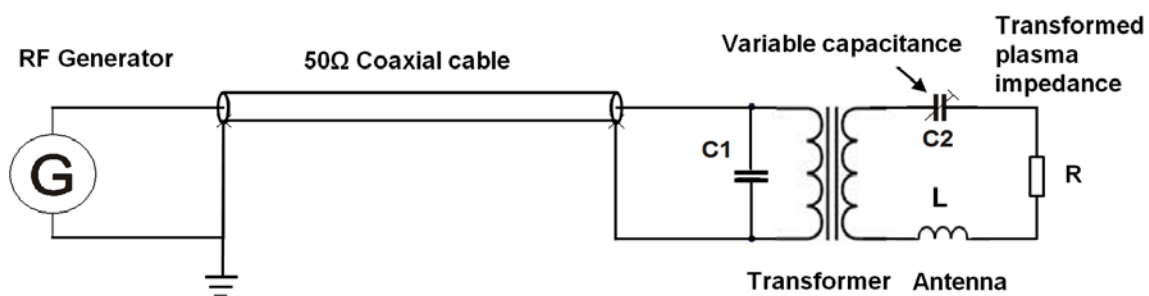 RF Generator
50Ω Coaxial cable
Variable capacitance
Transformed
plasma
impedance
G
C1
C2
R
L
Transformer
Antenna